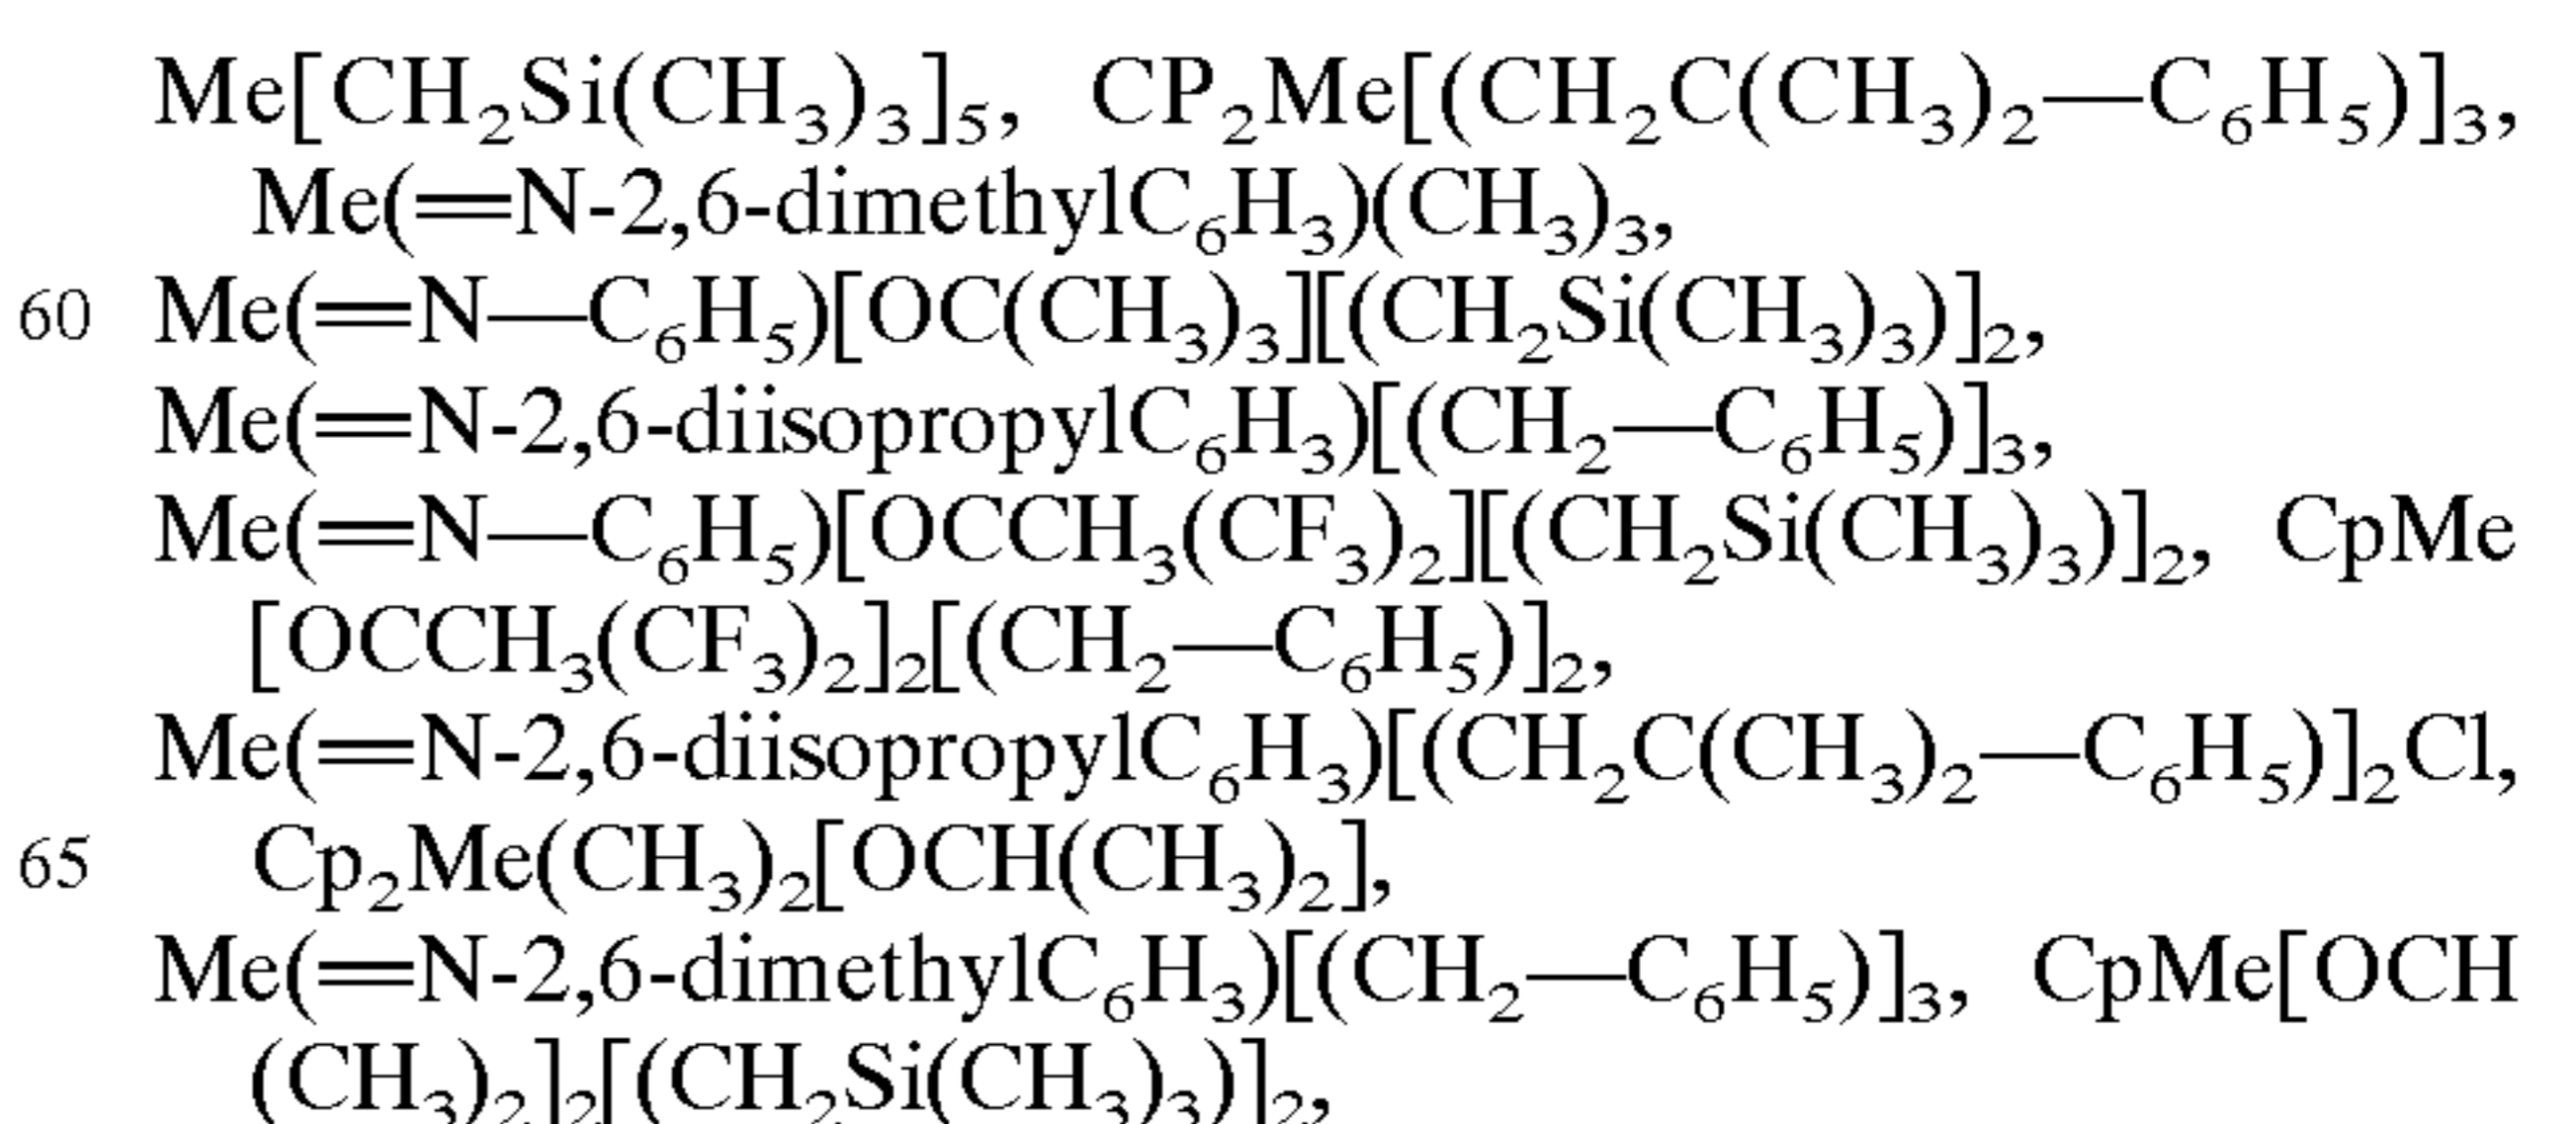 Me[CH₂Si(CH₃)₃]₅, CP₂Me[(CH₂C(CH₃)₂—C₆H₅)]₃,
Me(=N-2,6-dimethylC₆H₃)(CH₃)₃,
60 Me(=N—C₆H₅)[OC(CH₃)₃][(CH₂Si(CH₃)₃)]₂,
Me(=N-2,6-diisopropylC₆H₃)[(CH₂—C₆H₅)]₃,
Me(=N—C₆H₅)[OCCH₃(CF₃)₂][(CH₂Si(CH₃)₃)]₂, CpMe
[OCCH₃(CF₃)₂]₂[(CH₂—C₆H₅)]₂,
Me(=N-2,6-diisopropylC₆H₃)[(CH₂C(CH₃)₂—C₆H₅)]₂Cl,
65 Cp₂Me(CH₃)₂[OCH(CH₃)₂],
Me(=N-2,6-dimethylC₆H₃)[(CH₂—C₆H₅)]₃, CpMe[OCH
(CH₃)₂]₂[(CH₂Si(CH₃)₃)]₂,